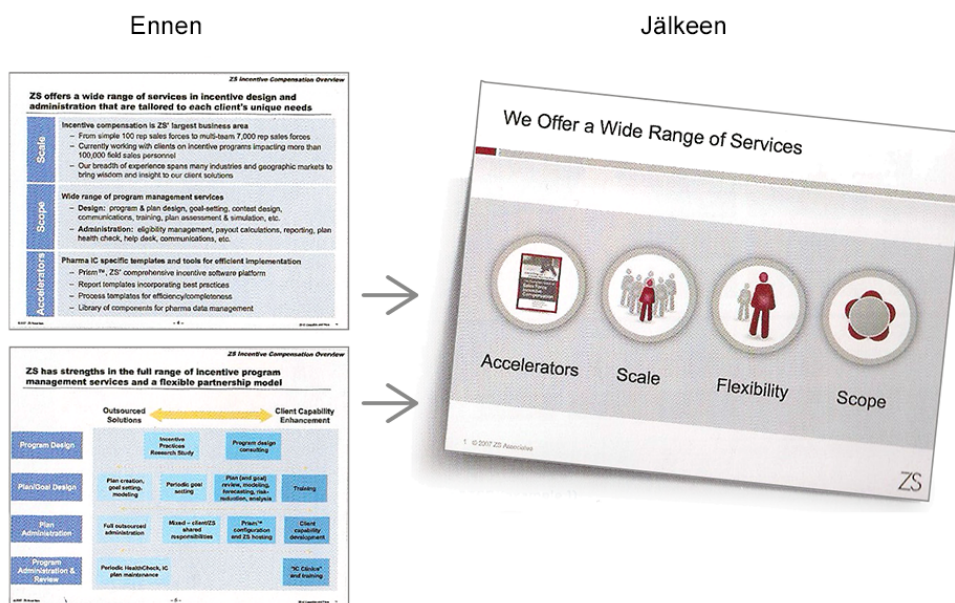 Ennen
Jälkeen
ZS Incentive Compensation Overview
ZS offers a wide range of services in incentive design and
administration that are tailored to each client's unique needs
Scale
Incentive compensation is ZS' largest business area
– From simple 100 rep sales forces to multi-team 7,000 rep sales forces
– Currently working with clients on incentive programs impacting more than
100,000 field sales personnel
– Our breadth of experience spans many industries and geographic markets to
bring wisdom and insight to our client solutions
Scope
Wide range of program management services
– Design: program & plan design, goal-setting, contest design,
communications, training, plan assessment & simulation, etc.
– Administration: eligibility management, payout calculations, reporting, plan
health check, help desk, communications, etc.
Accelerators
Pharma IC specific templates and tools for efficient implementation
– Prism™, ZS' comprehensive incentive software platform
– Report templates incorporating best practices
– Process templates for efficiency/completeness
– Library of components for pharma data management
ZS Incentive Compensation Overview
ZS has strengths in the full range of incentive program
management services and a flexible partnership model
Outsourced
Solutions
Client Capability
Enhancement
Program Design
Incentive
Practices
Research Study
Program design
consulting
Plan/Goal Design
Plan creation,
goal setting,
modeling
Periodic goal
setting
Plan (and goal)
review, modeling,
forecasting, risk-
reduction, analysis
Training
Plan
Administration
Full outsourced
administration
Mixed – client/ZS
shared
responsibilities
Prism™
configuration
and ZS hosting
Client
capability
development
Program
Administration &
Review
Periodic HealthCheck, IC
plan maintenance
"IC Clinics"
and training
We Offer a Wide Range of Services
Sales Force
Incentive
Compensation
Accelerators
Scale
Flexibility
Scope
1 © 2007 ZS Associates
ZS